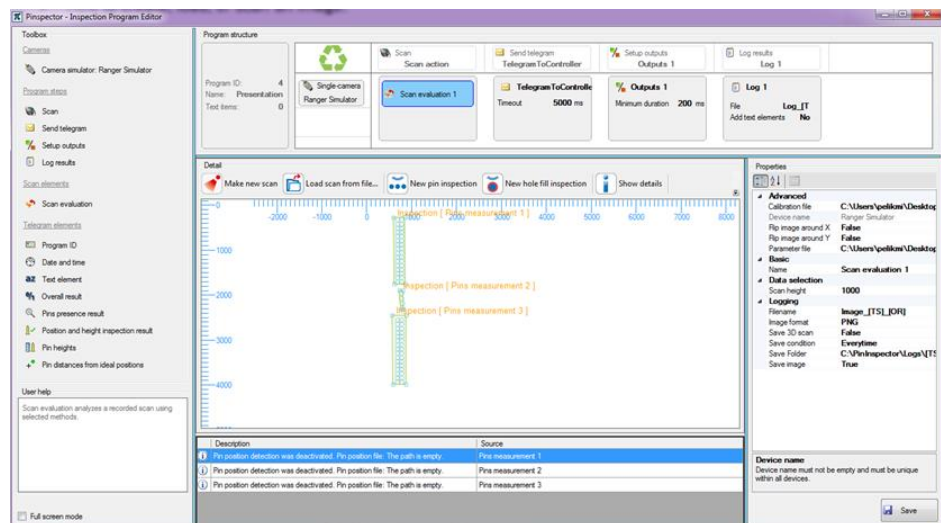 Pinspector - Inspection Program Editor
Toolbox
Cameras
Camera simulator: Ranger Simulator
Program steps
Scan
Send telegram
Setup outputs
Log results
Scan elements
Scan evaluation
Telegram elements
Program ID
Date and time
az Text element
Overall result
Pins presence result
Position and height inspection result
Pin heights
Pin distances from ideal positions
User help
Scan evaluation analyzes a recorded scan using
selected methods.
Full screen mode
Program structure
Program ID: 4
Name: Presentation
Text items: 0
Single-camera
Ranger Simulator
Scan
Scan action
Scan evaluation 1
Send telegram
TelegramToController
TelegramToControlle
Timeout 5000 ms
Setup outputs
Outputs 1
Outputs 1
Minimum duration 200 ms
Log results
Log 1
Log 1
File Log_[T
Add text elements No
Detail
Make new scan
Load scan from file...
New pin inspection
New hole fill inspection
Show details
0
-2000 -1000 0 2000 3000 4000 5000 6000 7000 8000
Inspection [ Pins measurement 1 ]
-1000
-2000
Inspection [ Pins measurement 2 ]
Inspection [ Pins measurement 3 ]
-3000
-4000
Description Source
Pin position detection was deactivated. Pin position file: The path is empty. Pins measurement 1
Pin position detection was deactivated. Pin position file: The path is empty. Pins measurement 2
Pin position detection was deactivated. Pin position file: The path is empty. Pins measurement 3
Properties
Advanced
Calibration file C:\Users\pelikmi\Desktop
Device name Ranger Simulator
Flip image around X False
Flip image around Y False
Parameter file C:\Users\pelikmi\Desktop
Basic
Name Scan evaluation 1
Data selection
Scan height 1000
Logging
Filename Image_[TS]_[OR]
Image format PNG
Save 3D scan False
Save condition Everytime
Save Folder C:\PinInspector\Logs\[TS
Save image True
Device name
Device name must not be empty and must be unique
within all devices.
Save